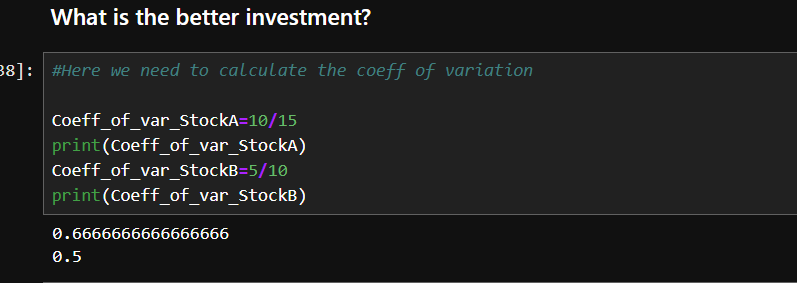 What is the better investment?
38]: #Here we need to calculate the coeff of variation
Coeff_of_var_StockA=10/15
print(Coeff_of_var_StockA)
Coeff_of_var_StockB=5/10
print(Coeff_of_var_StockB)
0.6666666666666666
0.5